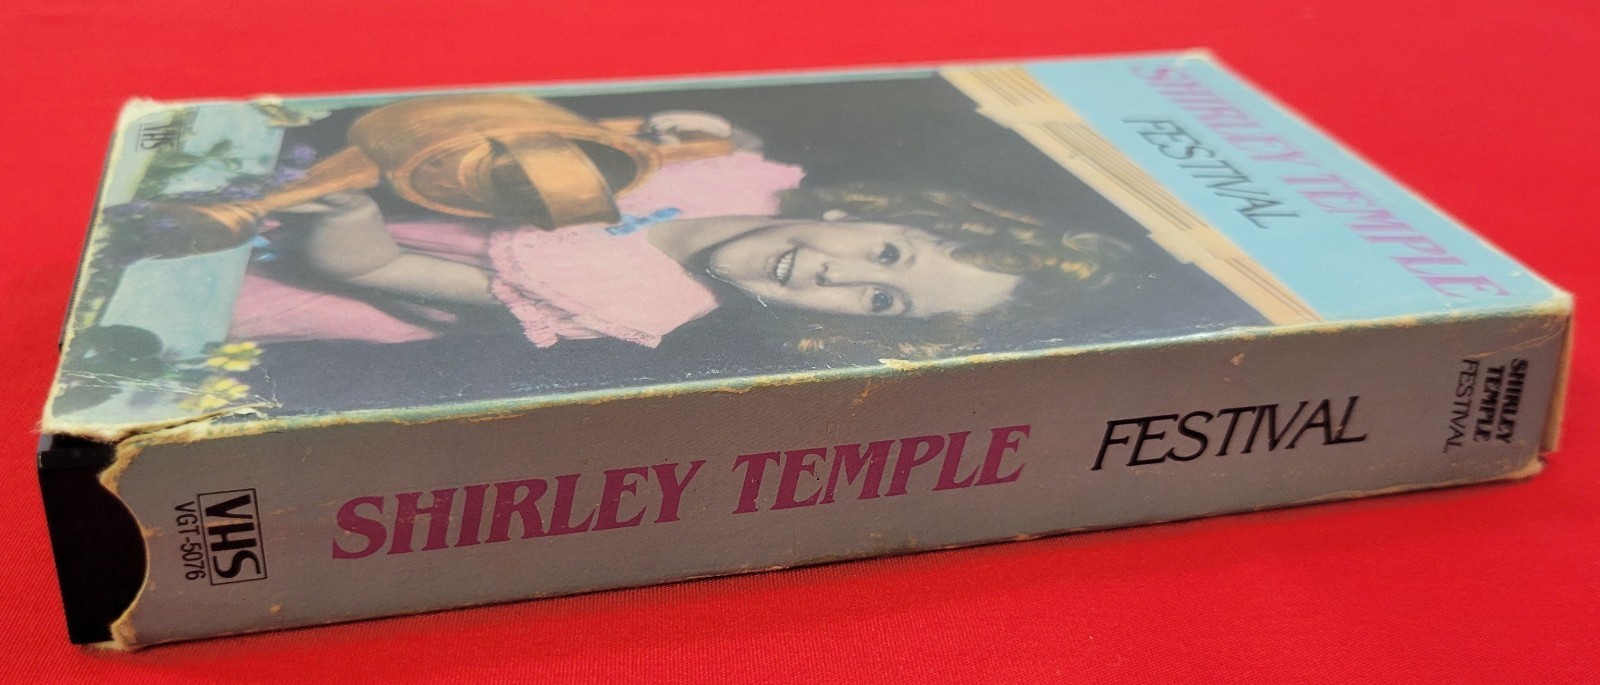 SHIRLEY TEMPLE
FESTIVAL
VHS
SHIRLEY TEMPLE FESTIVAL
VHS
VGT-5076
SHIRLEY
TEMPLE
FESTIVAL